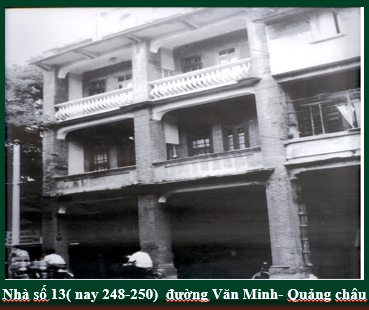 Nhà số 13( nay 248-250)  đường Văn Minh- Quảng châu